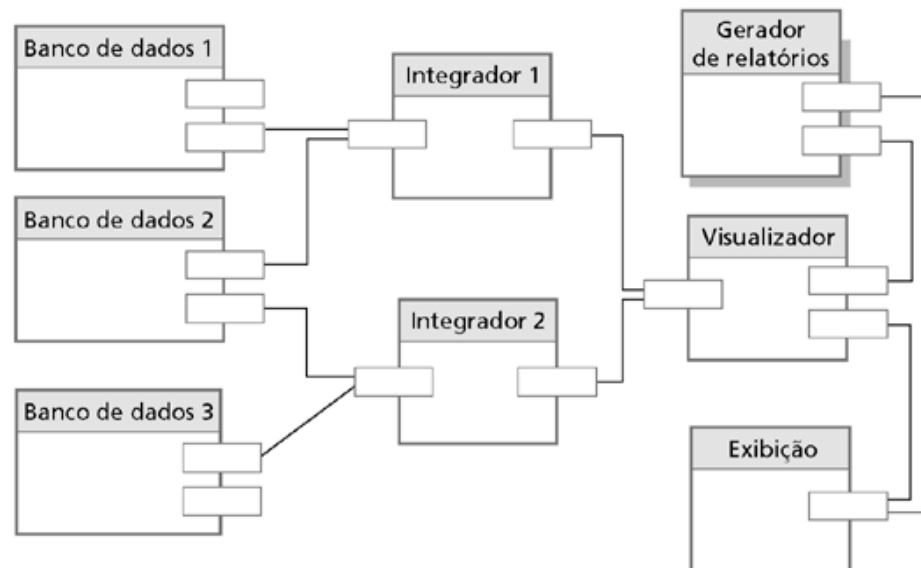 Banco de dados 1
Integrador 1
Gerador
de relatórios
Banco de dados 2
Visualizador
Integrador 2
Banco de dados 3
Exibição